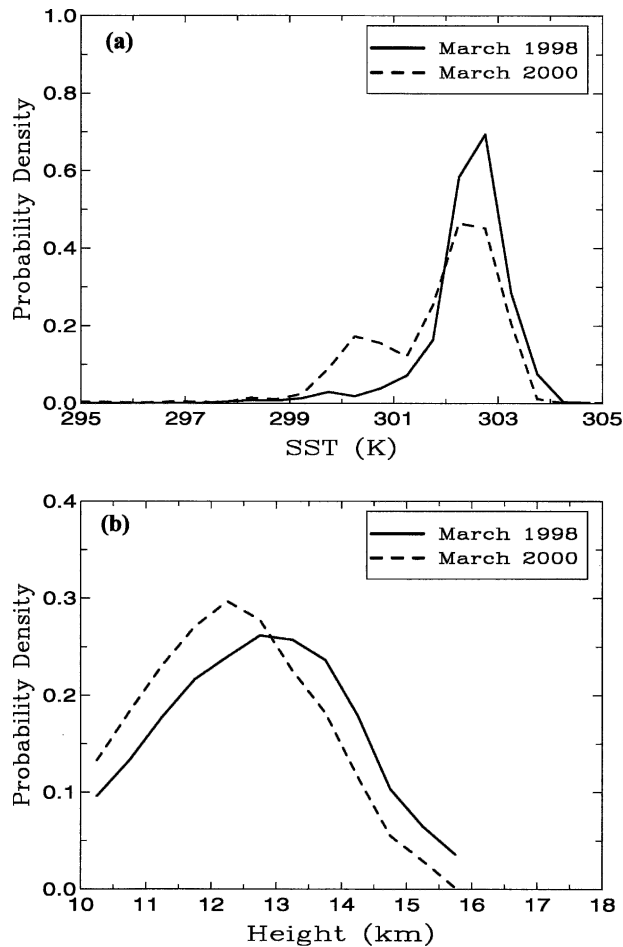 (a)
March 1998
March 2000
Probability Density
1.0
0.8
0.6
0.4
0.2
0.0
295
297
299
301
303
305
SST (K)
(b)
March 1998
March 2000
Probability Density
0.4
0.3
0.2
0.1
0.0
10
11
12
13
14
15
16
17
18
Height (km)